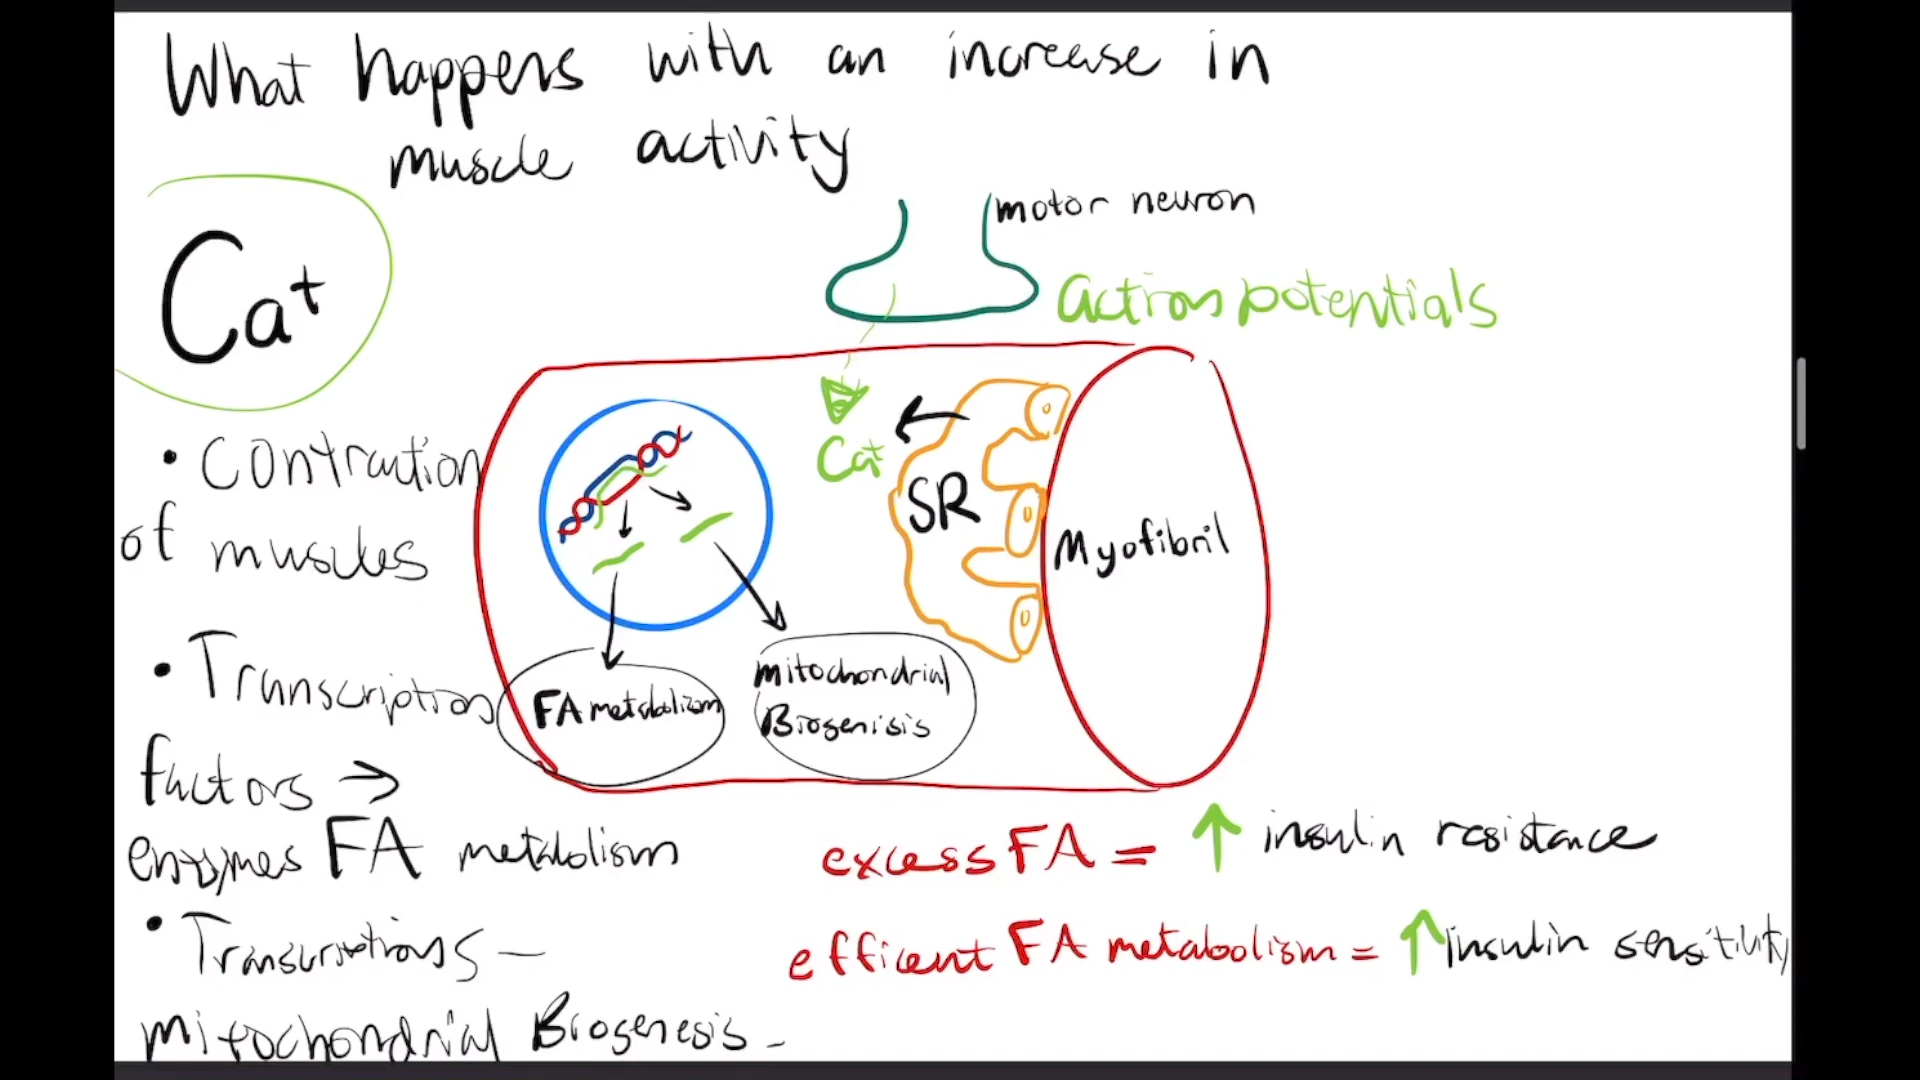 What happens with an increase in
muscle activity
motor neuron
Ca+
action potentials
Ca+
SR
Myofibril
• Contraction
of muscles
• Transcription
factors →
enzymes FA metabolism
• Transcriptions –
mitochondrial Biogenesis –
FA metabolism
mitochondrial
Biogenisis
excess FA = ↑ insulin resistance
efficent FA metabolism = ↑ insulin sensitivity